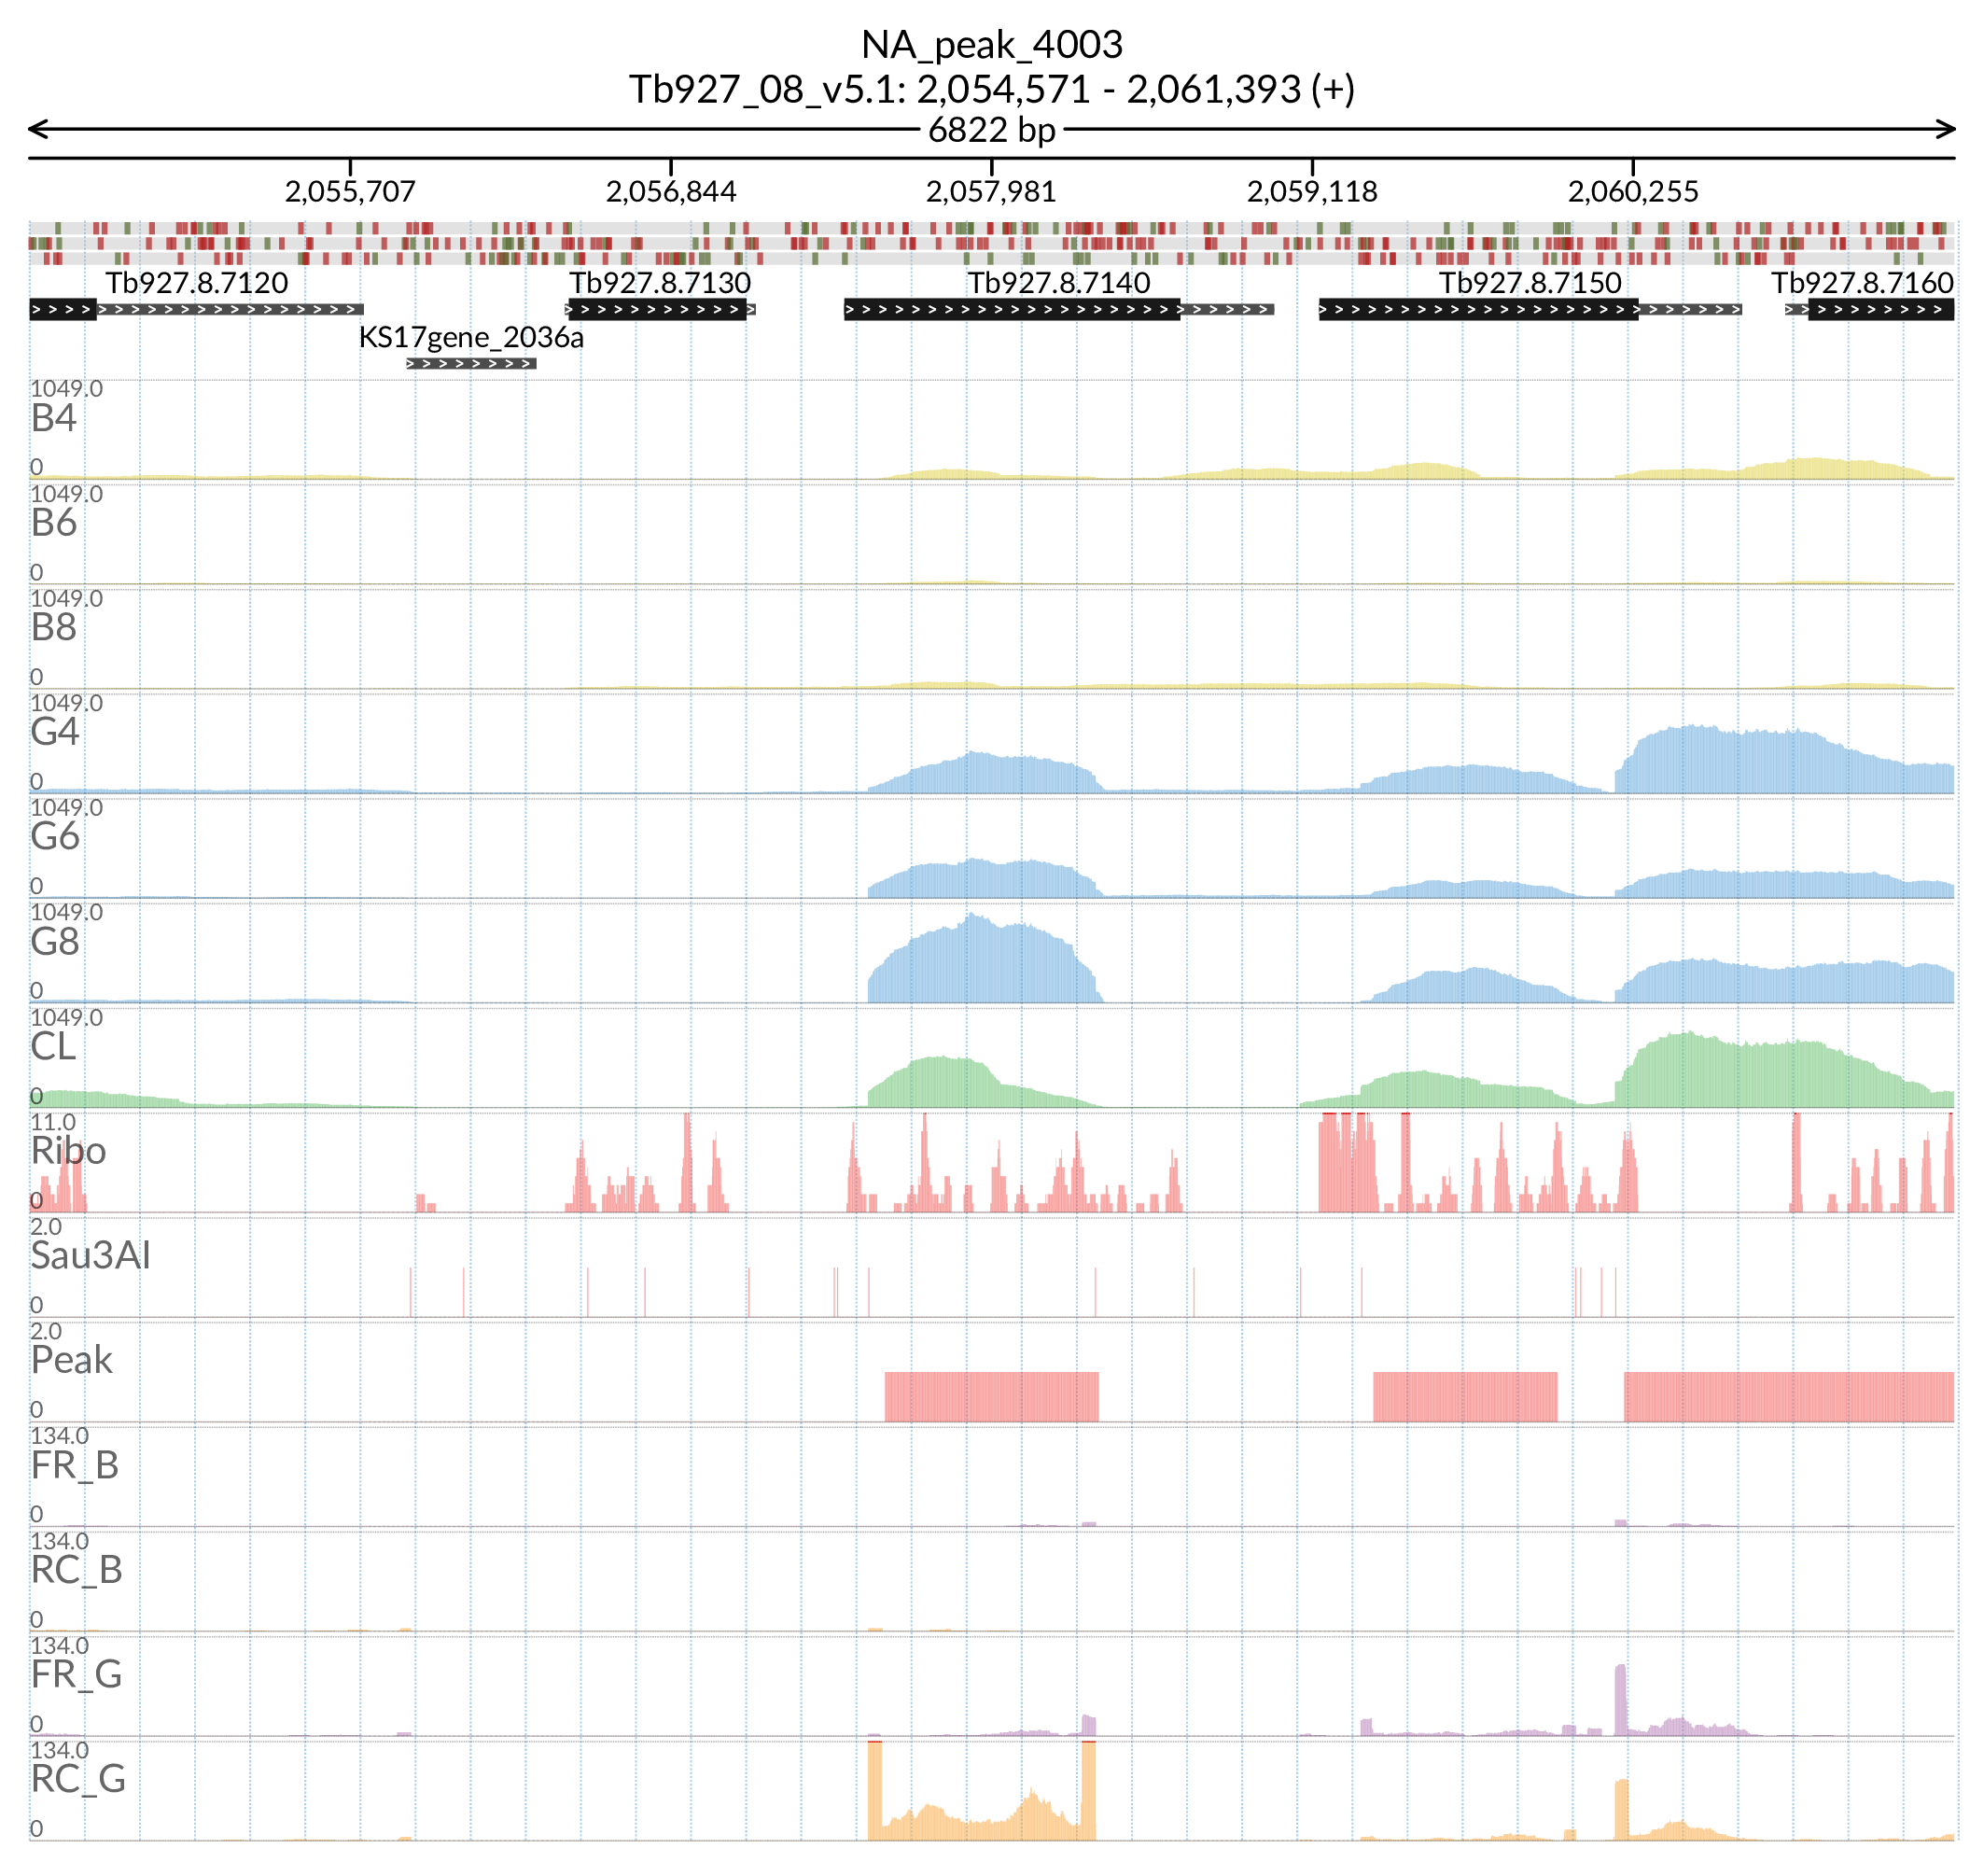 NA_peak_4003
Tb927_08_v5.1: 2,054,571 - 2,061,393 (+)
6822 bp
2,055,707 2,056,844 2,057,981 2,059,118 2,060,255
Tb927.8.7120 Tb927.8.7130 Tb927.8.7140 Tb927.8.7150 Tb927.8.7160
KS17gene_2036a
1049.0
B4
0
1049.0
B6
0
1049.0
B8
0
1049.0
G4
0
1049.0
G6
0
1049.0
G8
0
1049.0
CL
0
11.0
Ribo
0
2.0
Sau3AI
0
2.0
Peak
0
134.0
FR_B
0
134.0
RC_B
0
134.0
FR_G
0
134.0
RC_G
0